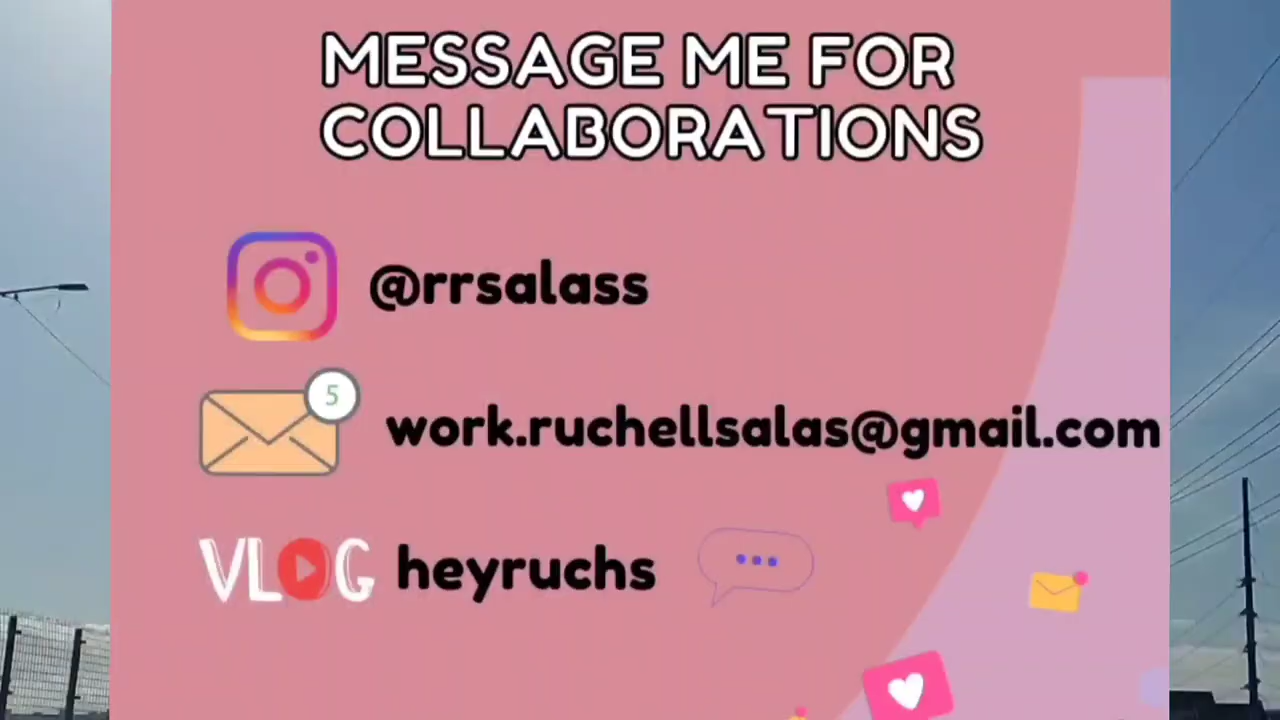 MESSAGE ME FOR
COLLABORATIONS
@rrsalass
5
work.ruchellsalas@gmail.com
VLOG heyruchs